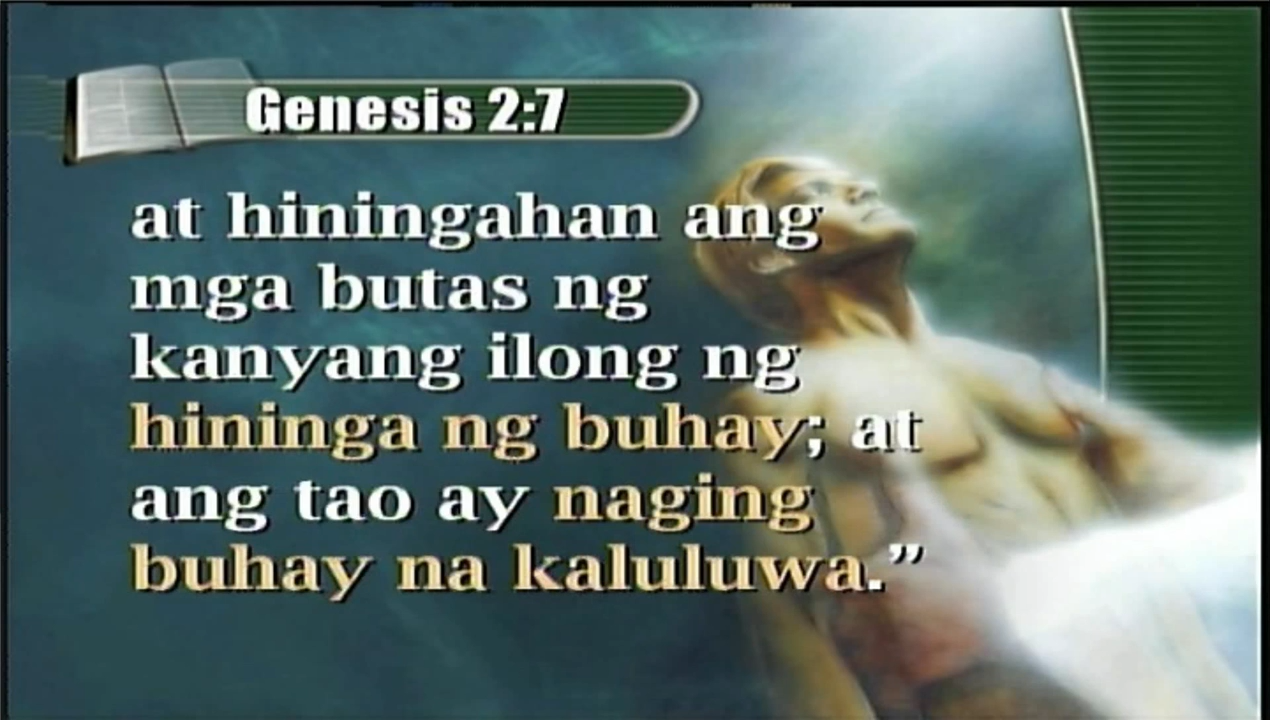 Genesis 2:7
at hiningahan ang
mga butas ng
kanyang ilong ng
hininga ng buhay; at
ang tao ay naging
buhay na kaluluwa.”